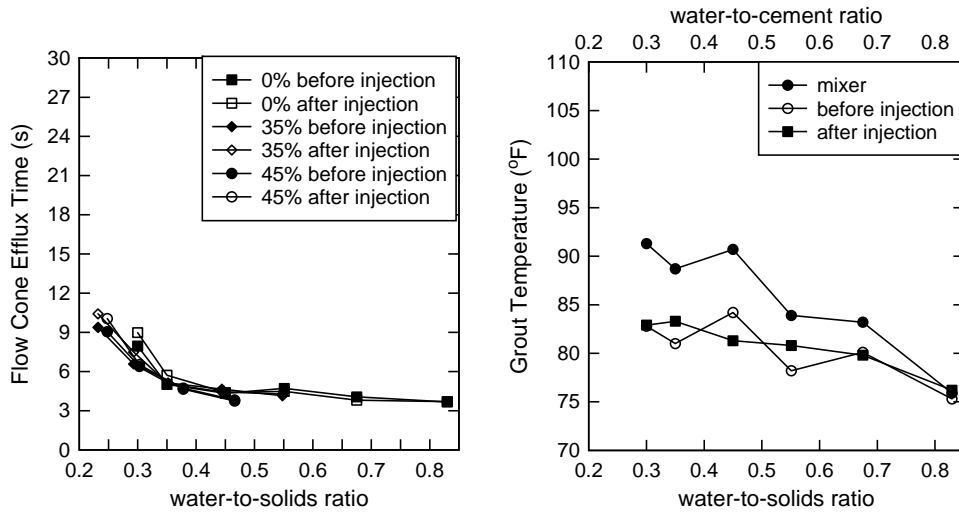 30
27
24
21
18
15
12
9
6
3
0
Flow Cone Efflux Time (s)
0% before injection
0% after injection
35% before injection
35% after injection
45% before injection
45% after injection
0.2 0.3 0.4 0.5 0.6 0.7 0.8
water-to-solids ratio
water-to-cement ratio
0.2 0.3 0.4 0.5 0.6 0.7 0.8
110
105
100
95
90
85
80
75
70
Grout Temperature (°F)
mixer
before injection
after injection
0.2 0.3 0.4 0.5 0.6 0.7 0.8
water-to-solids ratio